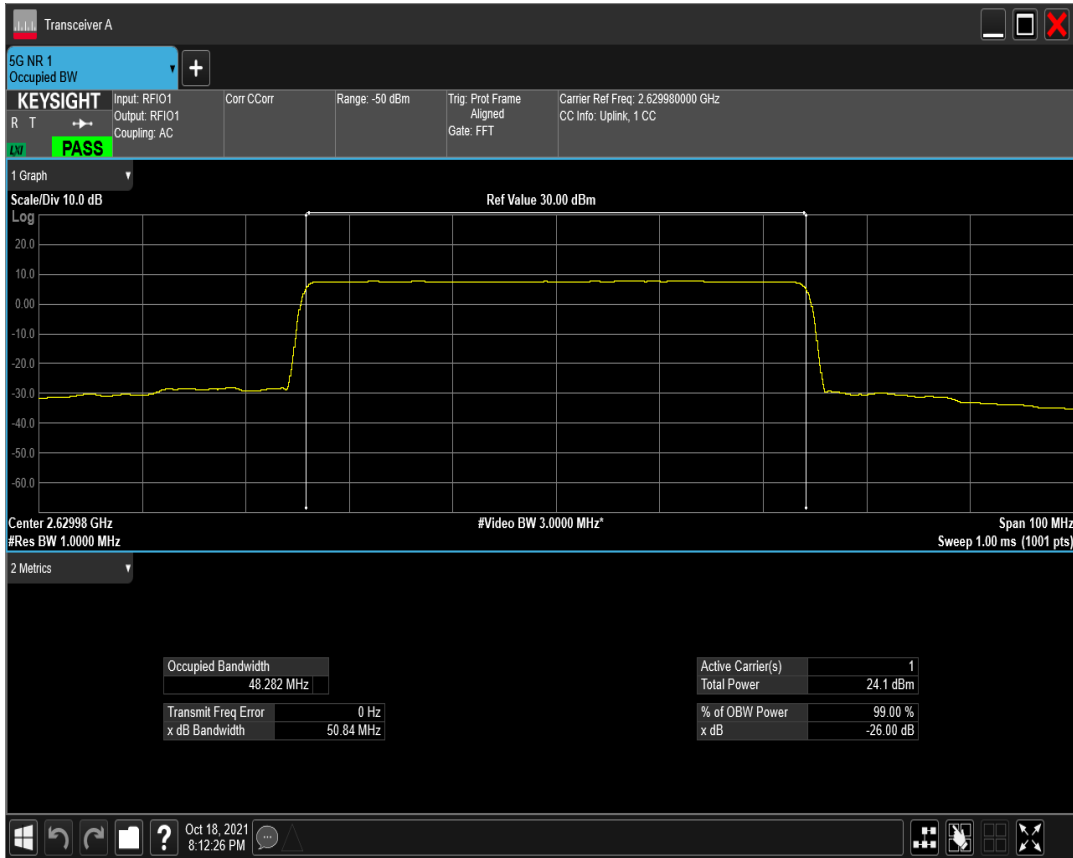 Transceiver A
5G NR 1
Occupied BW
KEYSIGHT
R T
LXI
PASS
Input: RFIO1
Output: RFIO1
Coupling: AC
Corr CCorr
Range: -50 dBm
Trig: Prot Frame
Aligned
Gate: FFT
Carrier Ref Freq: 2.629980000 GHz
CC Info: Uplink, 1 CC
1 Graph
Scale/Div 10.0 dB
Ref Value 30.00 dBm
Log
20.0
10.0
0.00
-10.0
-20.0
-30.0
-40.0
-50.0
-60.0
Center 2.62998 GHz
#Video BW 3.0000 MHz*
Span 100 MHz
#Res BW 1.0000 MHz
Sweep 1.00 ms (1001 pts)
2 Metrics
Occupied Bandwidth
48.282 MHz
Transmit Freq Error 0 Hz
x dB Bandwidth 50.84 MHz
Active Carrier(s) 1
Total Power 24.1 dBm
% of OBW Power 99.00 %
x dB -26.00 dB
?
Oct 18, 2021
8:12:26 PM